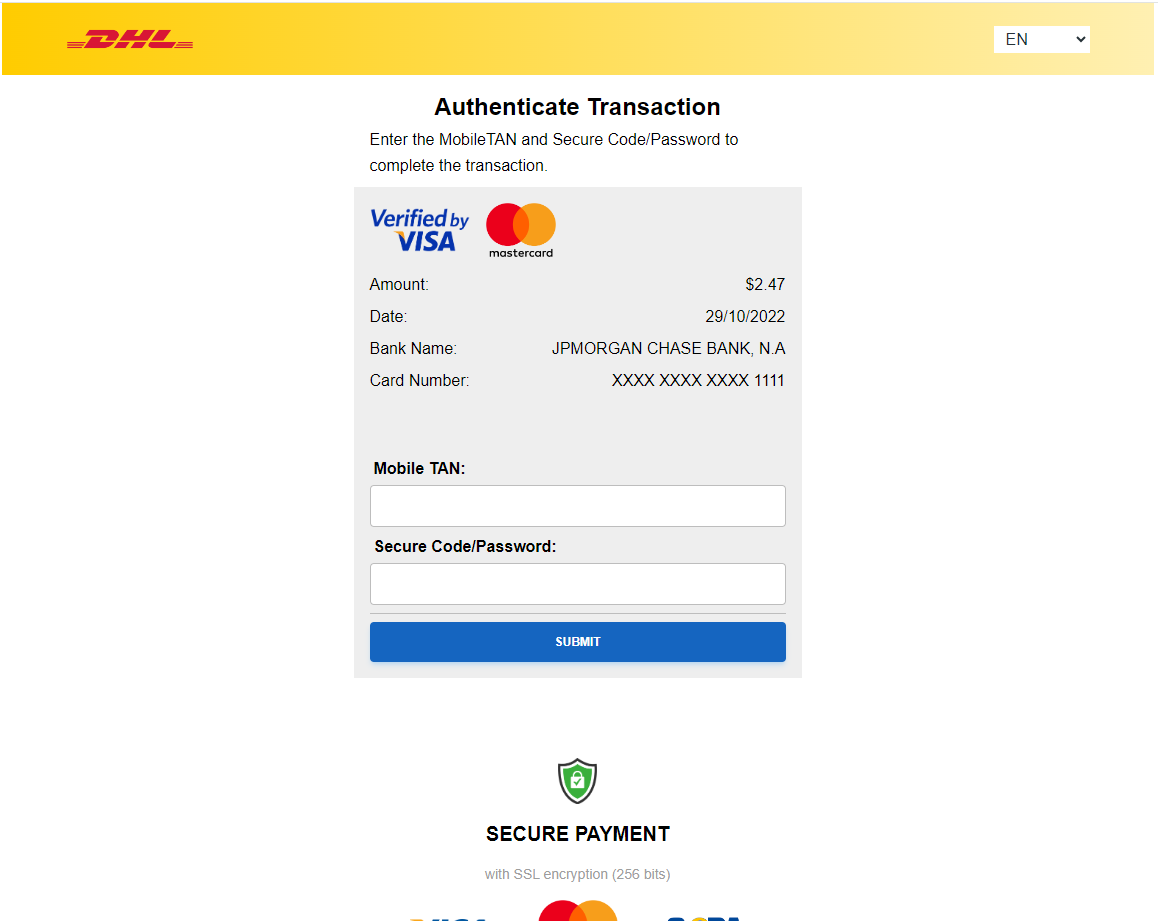 DHL
EN
Authenticate Transaction
Enter the MobileTAN and Secure Code/Password to
complete the transaction.
Verified by
VISA
mastercard
Amount: $2.47
Date: 29/10/2022
Bank Name: JPMORGAN CHASE BANK, N.A
Card Number: XXXX XXXX XXXX 1111
Mobile TAN:
Secure Code/Password:
SUBMIT
SECURE PAYMENT
with SSL encryption (256 bits)